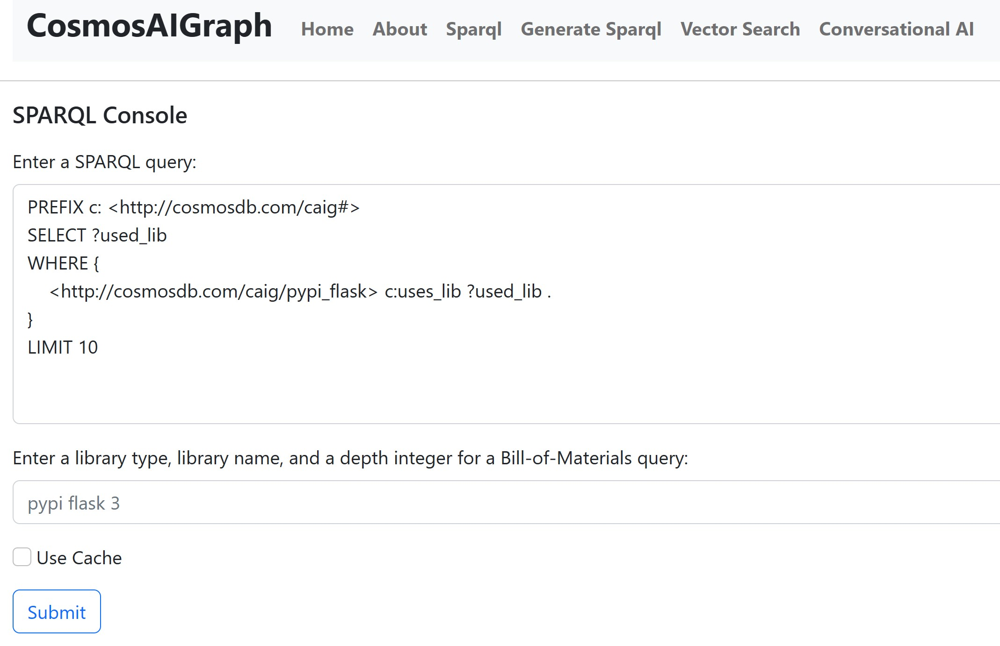 CosmosAIGraph Home About Sparql Generate Sparql Vector Search Conversational AI
SPARQL Console
Enter a SPARQL query:
PREFIX c: <http://cosmosdb.com/caig#>
SELECT ?used_lib
WHERE {
    <http://cosmosdb.com/caig/pypi_flask> c:uses_lib ?used_lib .
}
LIMIT 10
Enter a library type, library name, and a depth integer for a Bill-of-Materials query:
pypi flask 3
Use Cache
Submit